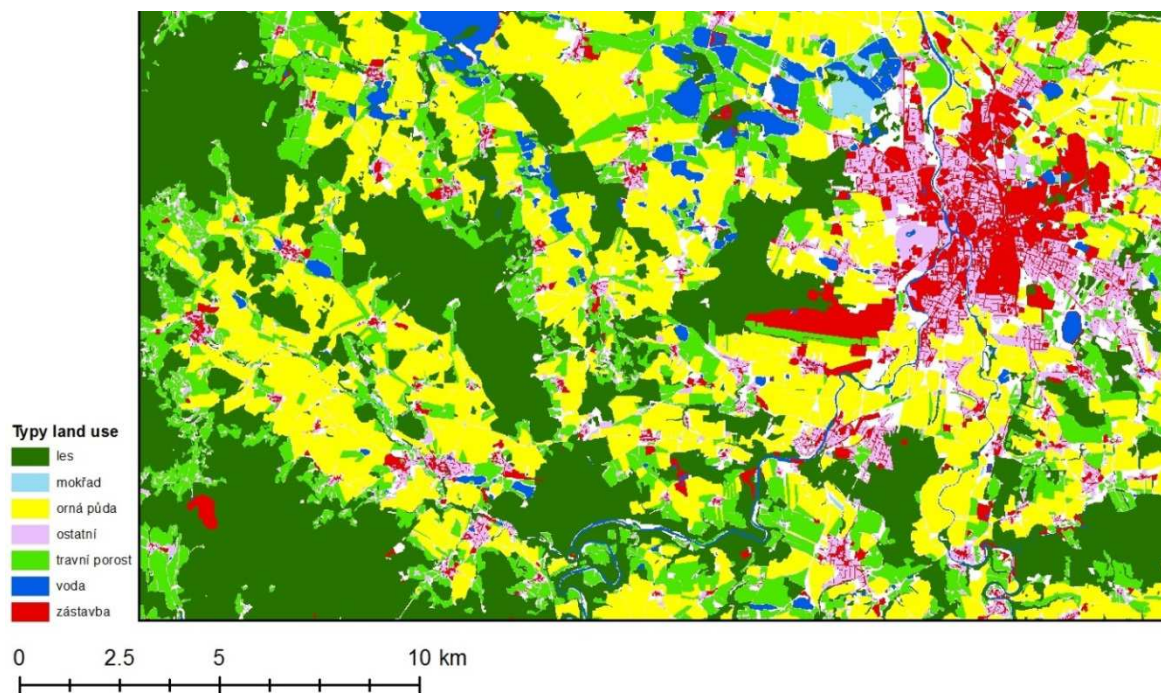 Typy land use
les
mokřad
orná půda
ostatní
travní porost
voda
zástavba
0 2.5 5 10 km